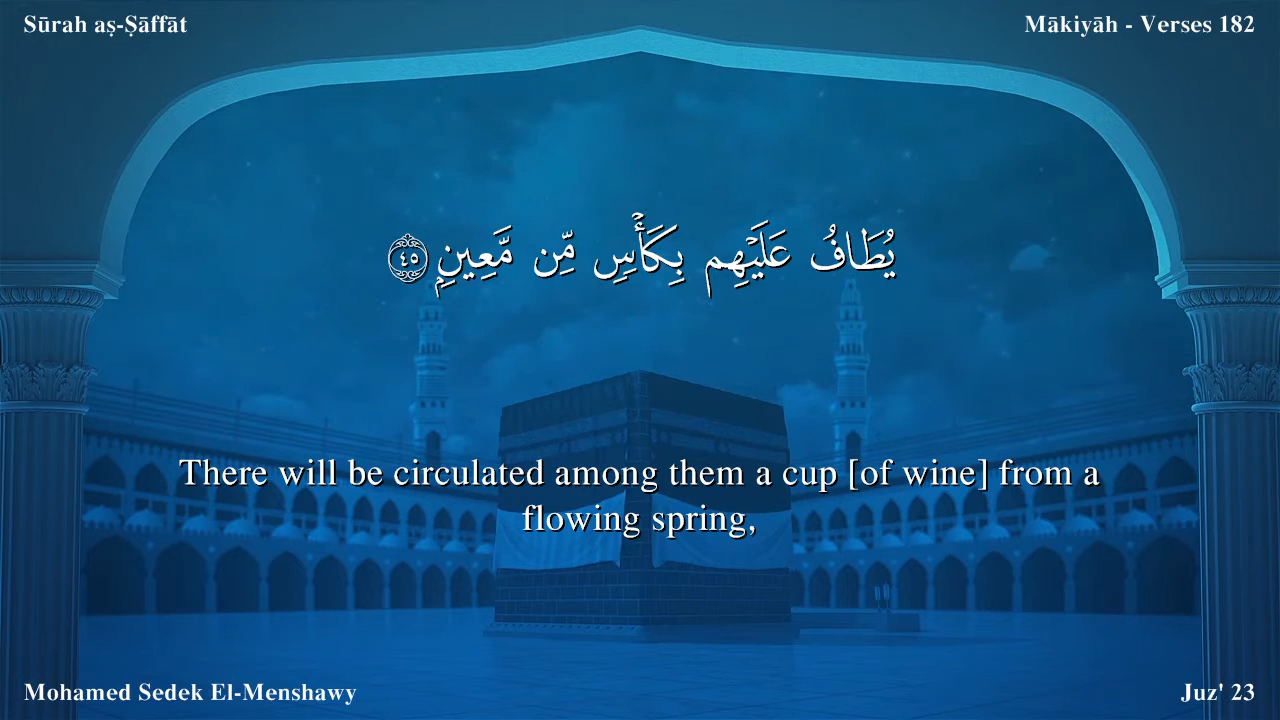 Sūrah aṣ-Ṣāffāt
Mākiyāh - Verses 182
يُطَافُ عَلَيْهِم بِكَأْسٍ مِّن مَّعِينٍۭ ٤٥
There will be circulated among them a cup [of wine] from a
flowing spring,
Mohamed Sedek El-Menshawy
Juz' 23